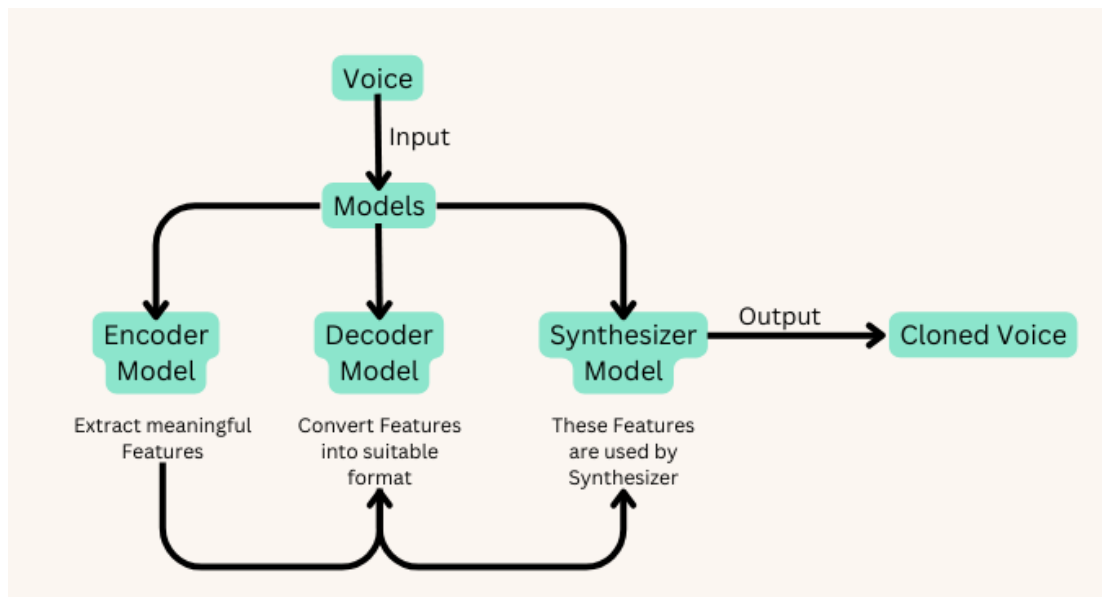 Voice
Input
Models
Encoder
Model
Decoder
Model
Synthesizer
Model
Output
Cloned Voice
Extract meaningful
Features
Convert Features
into suitable
format
These Features
are used by
Synthesizer